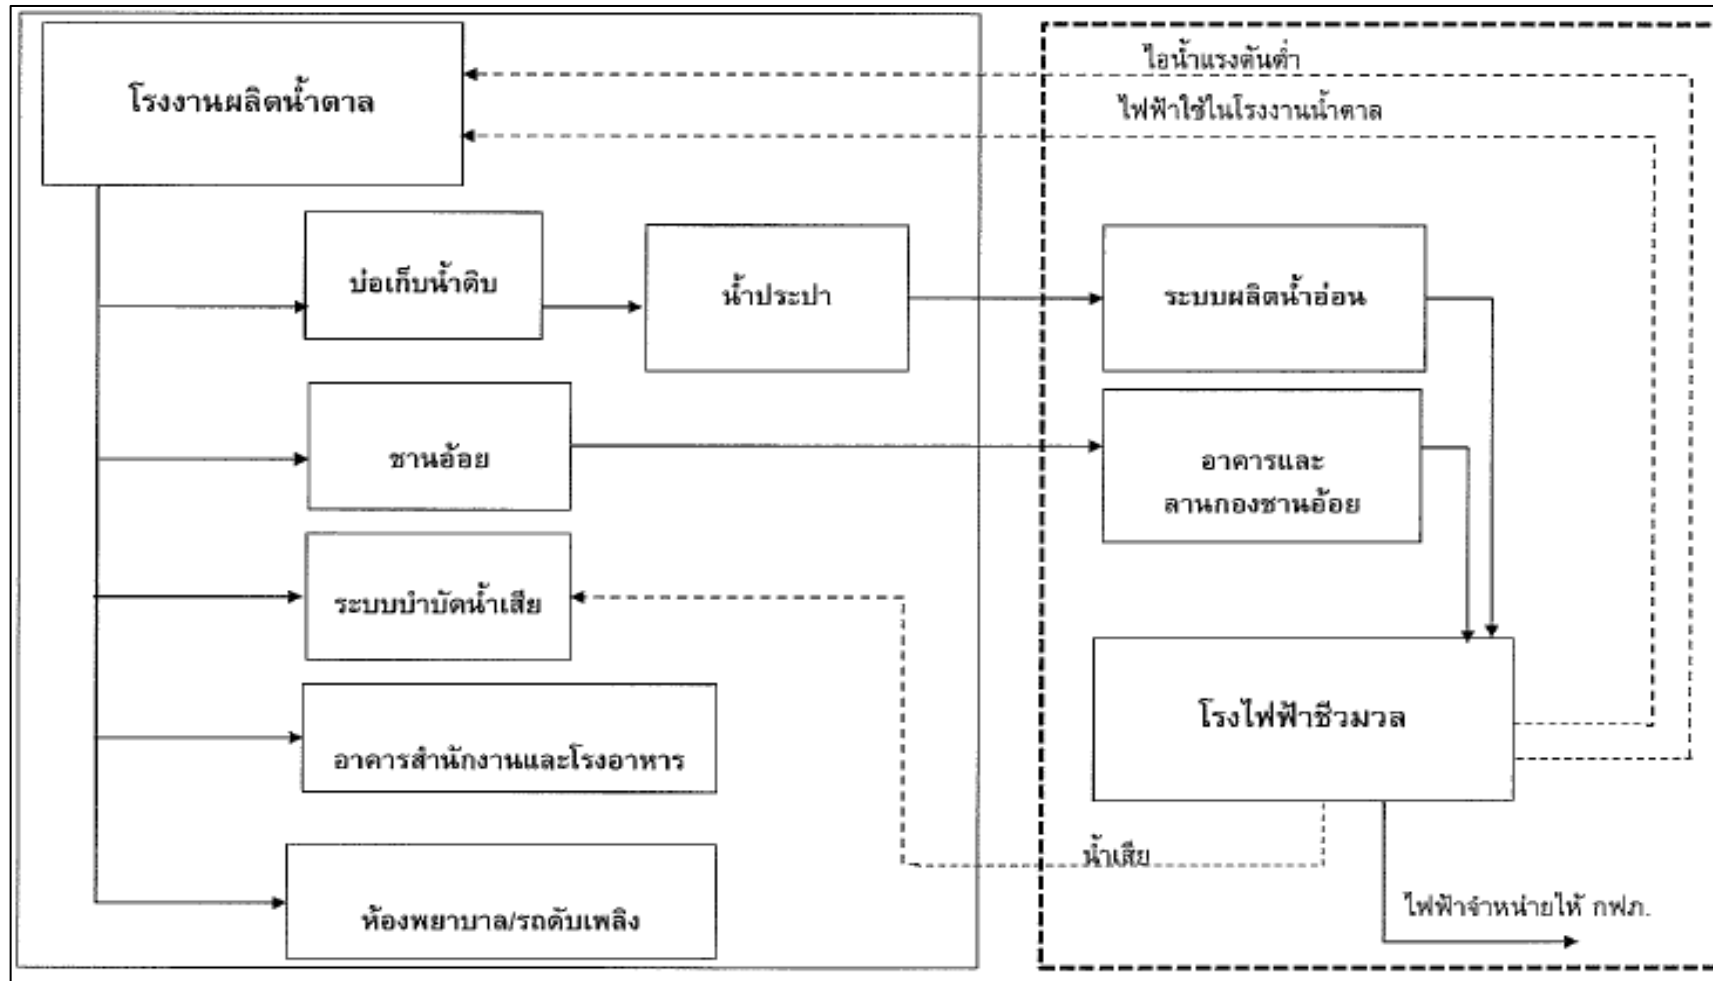 ไอน้ำแรงดันต่ำ
โรงงานผลิตน้ำตาล
ไฟฟ้าใช้ในโรงงานน้ำตาล
บ่อเก็บน้ำดิบ
น้ำประปา
ระบบผลิตน้ำอ่อน
ชานอ้อย
อาคารและ
ลานกองชานอ้อย
ระบบบำบัดน้ำเสีย
โรงไฟฟ้าชีวมวล
อาคารสำนักงานและโรงอาหาร
น้ำเสีย
ห้องพยาบาล/รถดับเพลิง
ไฟฟ้าจำหน่ายให้ กฟภ.